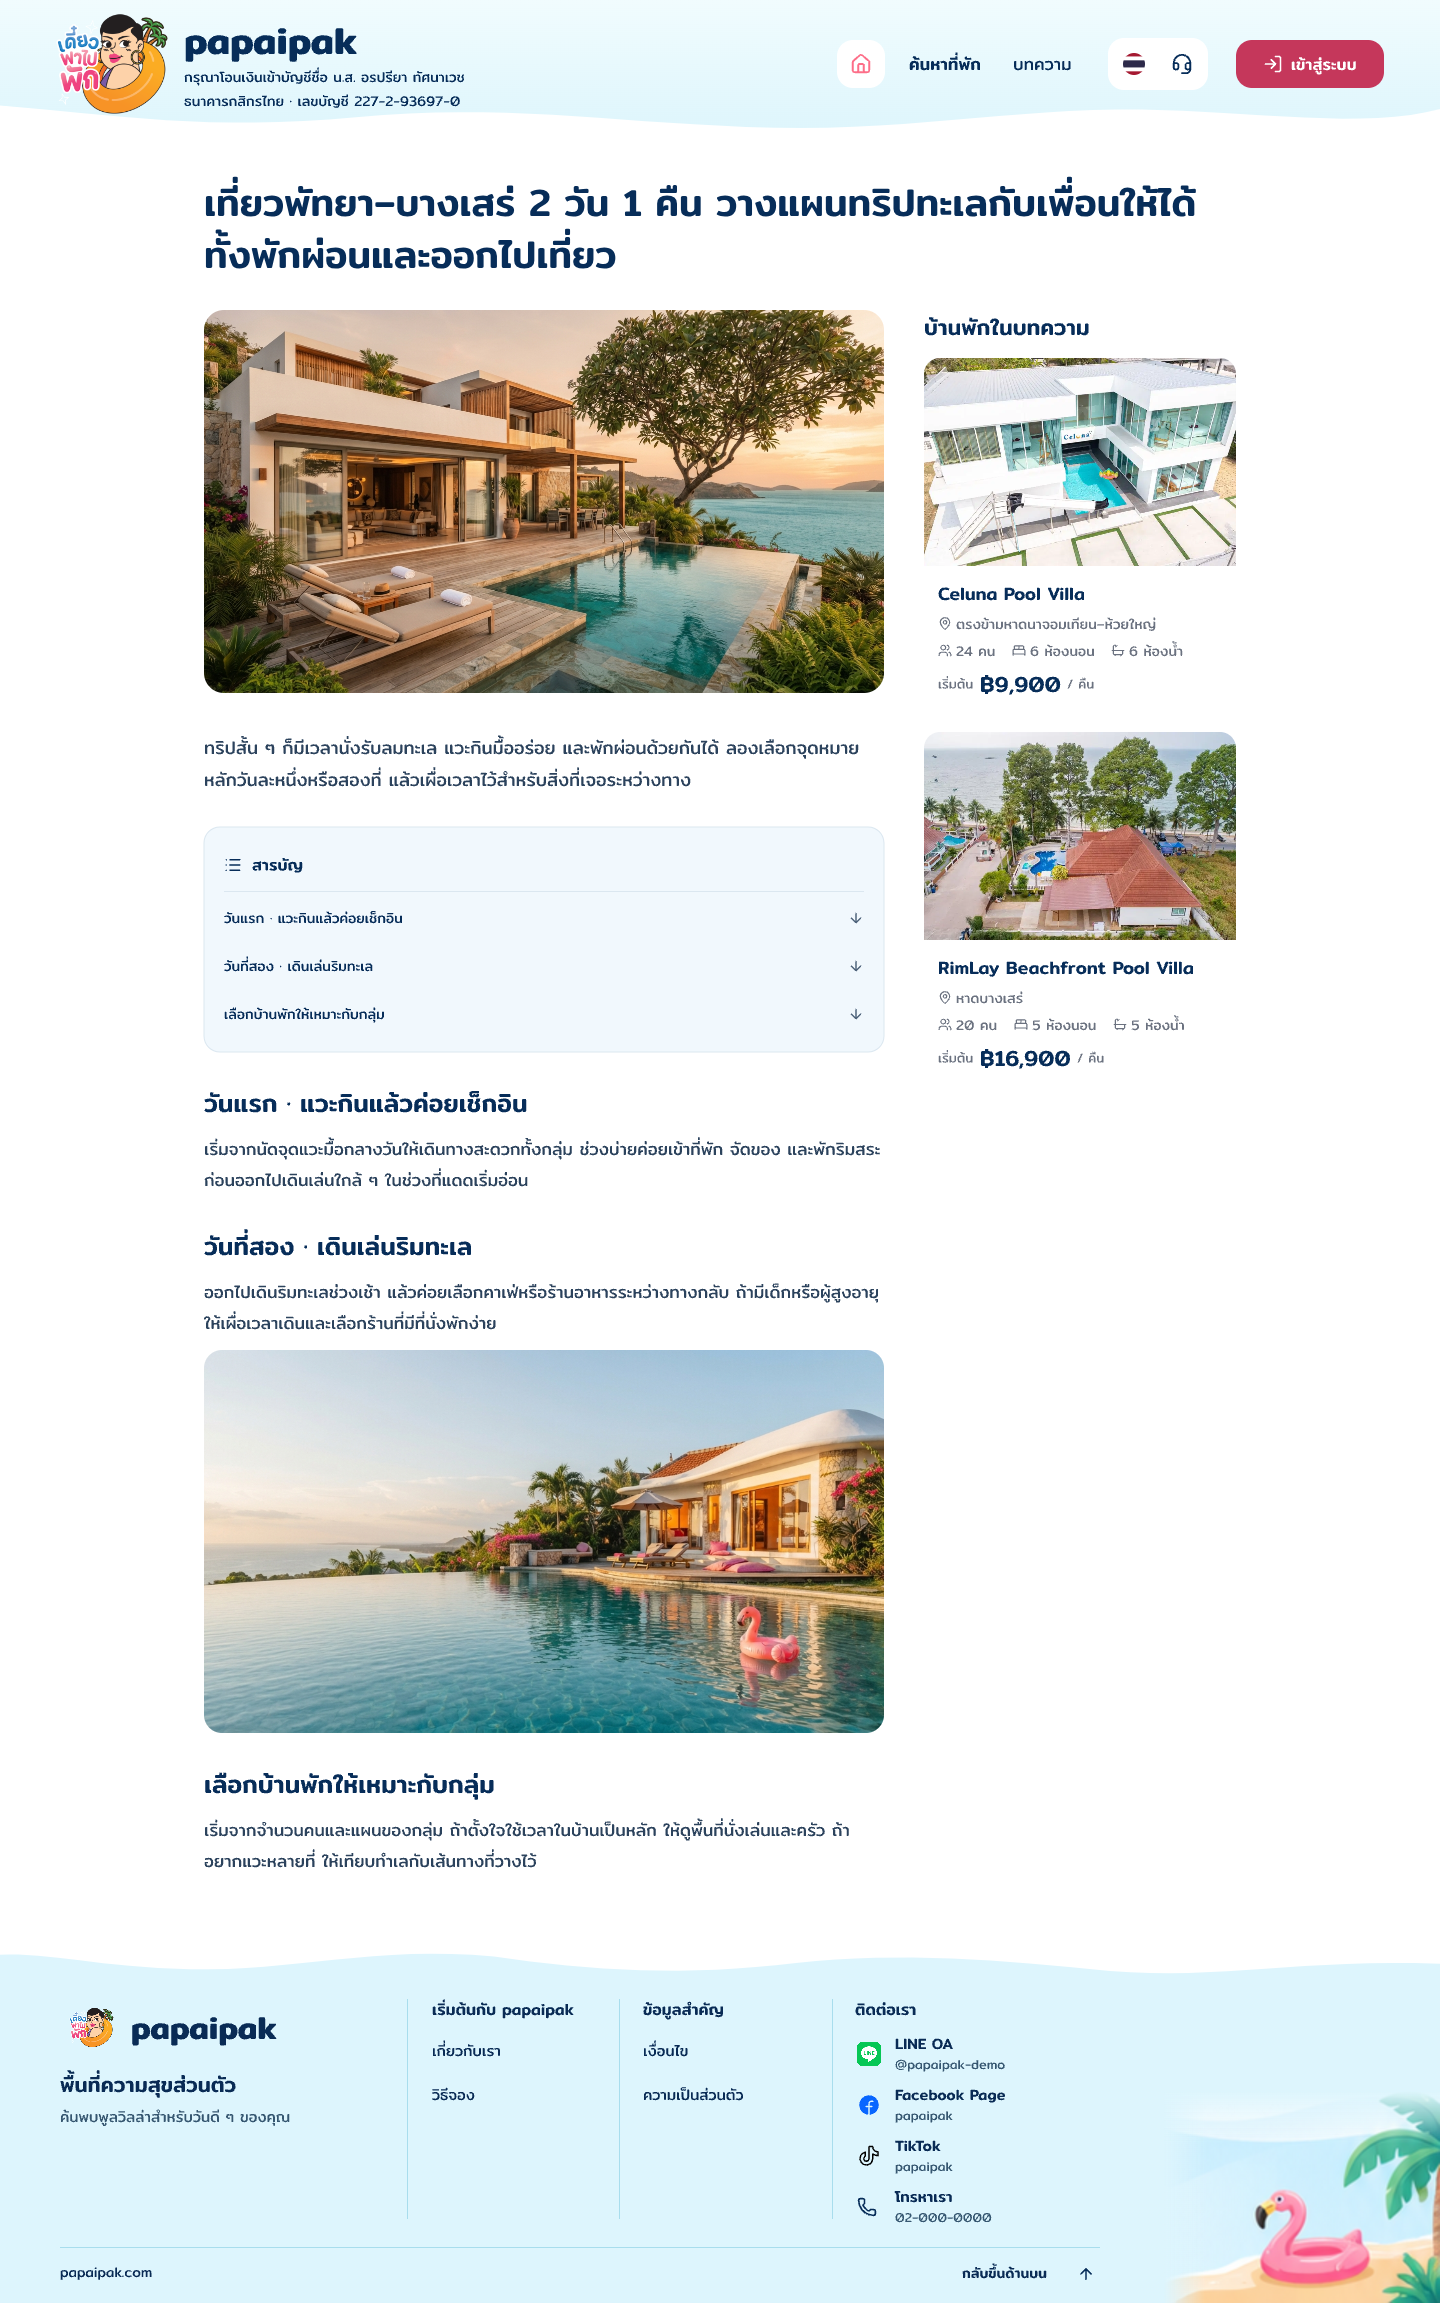 เดี๋ยว
พาไป
พัก
papaipak
กรุณาโอนเงินเข้าบัญชีชื่อ น.ส. อรปรียา ทัศนาเวช
ธนาคารกสิกรไทย · เลขบัญชี 227-2-93697-0
ค้นหาที่พัก
บทความ
เข้าสู่ระบบ
เที่ยวพัทยา–บางเสร่ 2 วัน 1 คืน วางแผนทริปทะเลกับเพื่อนให้ได้
ทั้งพักผ่อนและออกไปเที่ยว
บ้านพักในบทความ
Celuna
Celuna Pool Villa
ตรงข้ามหาดนาจอมเทียน–ห้วยใหญ่
24 คน 6 ห้องนอน 6 ห้องน้ำ
เริ่มต้น ฿9,900 / คืน
RimLay Beachfront Pool Villa
หาดบางเสร่
20 คน 5 ห้องนอน 5 ห้องน้ำ
เริ่มต้น ฿16,900 / คืน
ทริปสั้น ๆ ก็มีเวลานั่งรับลมทะเล แวะกินมื้ออร่อย และพักผ่อนด้วยกันได้ ลองเลือกจุดหมาย
หลักวันละหนึ่งหรือสองที่ แล้วเผื่อเวลาไว้สำหรับสิ่งที่เจอระหว่างทาง
สารบัญ
วันแรก · แวะกินแล้วค่อยเช็กอิน
วันที่สอง · เดินเล่นริมทะเล
เลือกบ้านพักให้เหมาะกับกลุ่ม
วันแรก · แวะกินแล้วค่อยเช็กอิน
เริ่มจากนัดจุดแวะมื้อกลางวันให้เดินทางสะดวกทั้งกลุ่ม ช่วงบ่ายค่อยเข้าที่พัก จัดของ และพักริมสระ
ก่อนออกไปเดินเล่นใกล้ ๆ ในช่วงที่แดดเริ่มอ่อน
วันที่สอง · เดินเล่นริมทะเล
ออกไปเดินริมทะเลช่วงเช้า แล้วค่อยเลือกคาเฟ่หรือร้านอาหารระหว่างทางกลับ ถ้ามีเด็กหรือผู้สูงอายุ
ให้เผื่อเวลาเดินและเลือกร้านที่มีที่นั่งพักง่าย
เลือกบ้านพักให้เหมาะกับกลุ่ม
เริ่มจากจำนวนคนและแผนของกลุ่ม ถ้าตั้งใจใช้เวลาในบ้านเป็นหลัก ให้ดูพื้นที่นั่งเล่นและครัว ถ้า
อยากแวะหลายที่ ให้เทียบทำเลกับเส้นทางที่วางไว้
เดี๋ยว
พาไป
พัก
papaipak
พื้นที่ความสุขส่วนตัว
ค้นพบพูลวิลล่าสำหรับวันดี ๆ ของคุณ
เริ่มต้นกับ papaipak
เกี่ยวกับเรา
วิธีจอง
ข้อมูลสำคัญ
เงื่อนไข
ความเป็นส่วนตัว
ติดต่อเรา
LINE
LINE OA
@papaipak-demo
Facebook Page
papaipak
TikTok
papaipak
โทรหาเรา
02-000-0000
papaipak.com
กลับขึ้นด้านบน